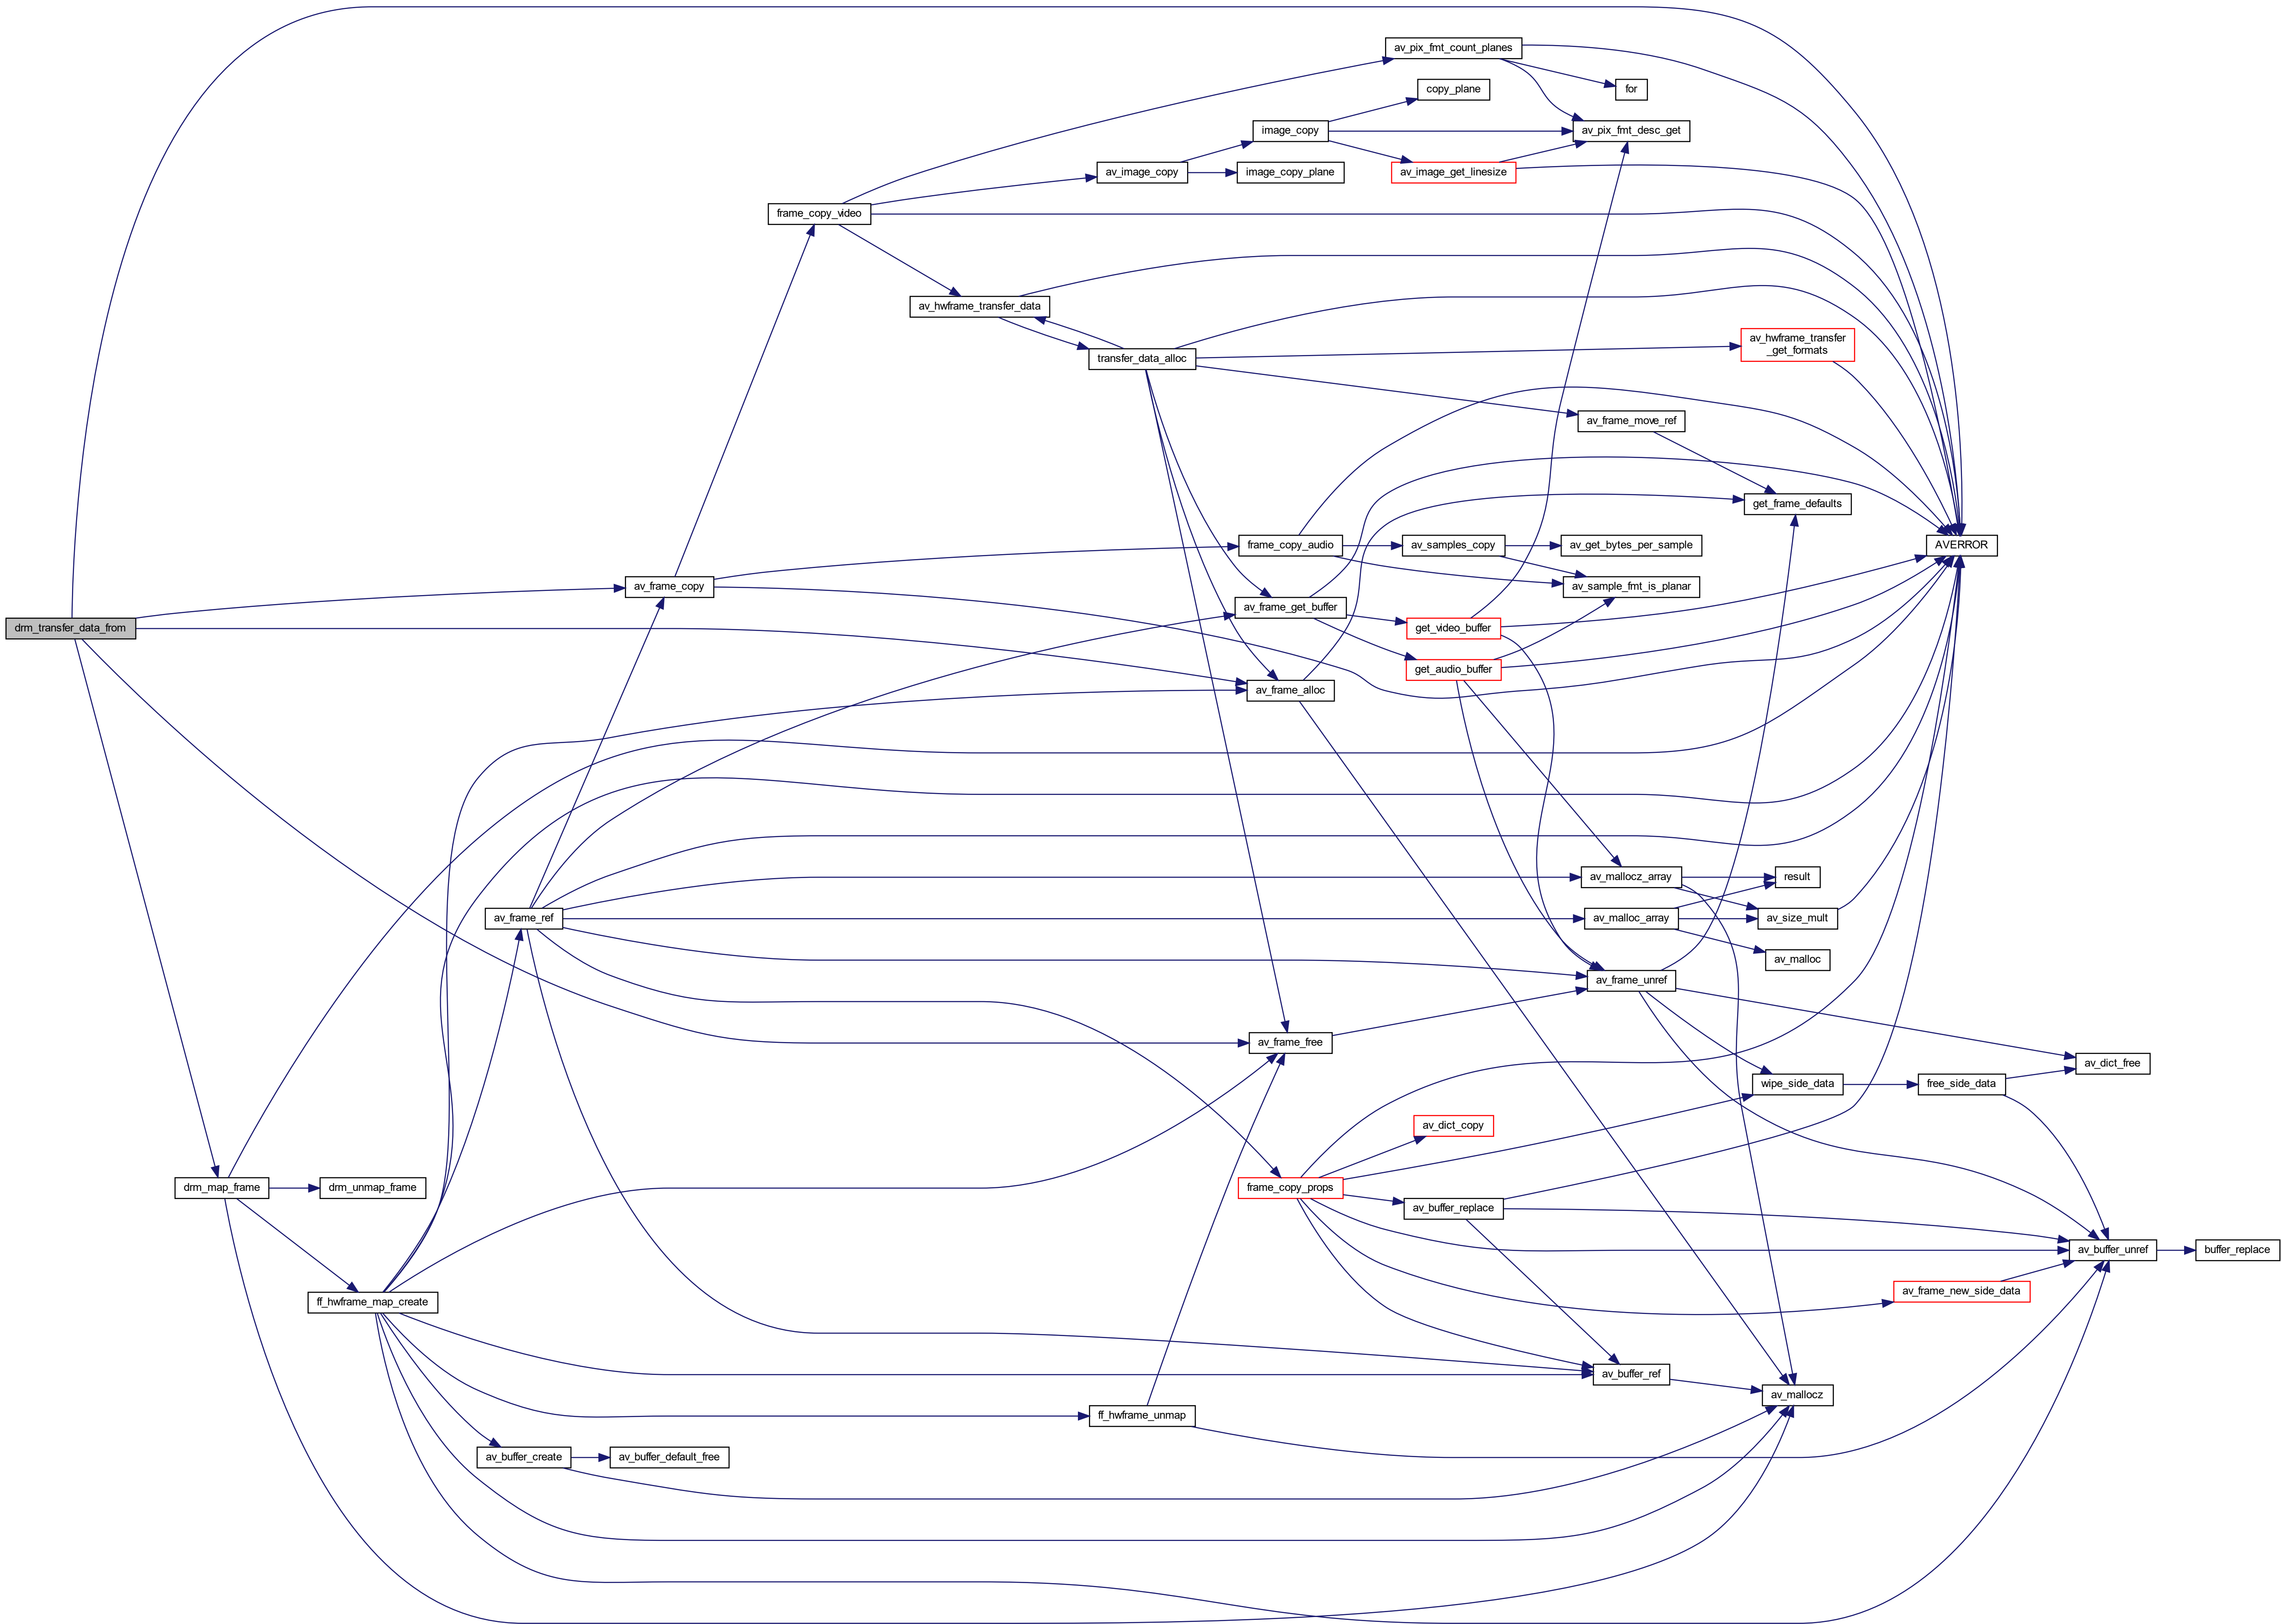 av_pix_fmt_count_planes
copy_plane
for
image_copy
av_pix_fmt_desc_get
av_image_copy
image_copy_plane
av_image_get_linesize
frame_copy_video
av_hwframe_transfer_data
transfer_data_alloc
av_hwframe_transfer
_get_formats
av_frame_move_ref
get_frame_defaults
frame_copy_audio
av_samples_copy
av_get_bytes_per_sample
AVERROR
av_frame_copy
av_sample_fmt_is_planar
av_frame_get_buffer
drm_transfer_data_from
get_video_buffer
get_audio_buffer
av_frame_alloc
av_mallocz_array
result
av_frame_ref
av_malloc_array
av_size_mult
av_malloc
av_frame_unref
av_frame_free
av_dict_free
wipe_side_data
free_side_data
av_dict_copy
drm_map_frame
drm_unmap_frame
frame_copy_props
av_buffer_replace
av_buffer_unref
buffer_replace
av_frame_new_side_data
ff_hwframe_map_create
av_buffer_ref
av_mallocz
ff_hwframe_unmap
av_buffer_create
av_buffer_default_free